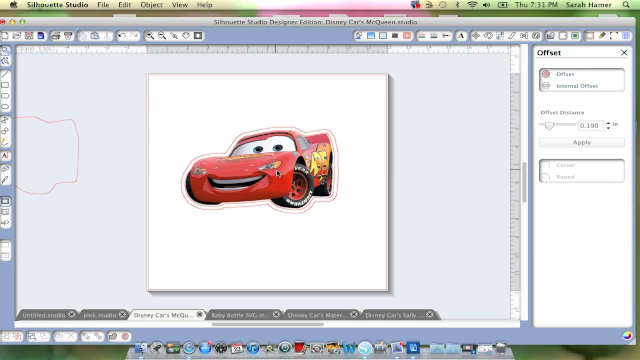 Silhouette Studio File Edit View Panels Object Window Help
Thu 7:31 PM Sarah Hamer
Silhouette Studio Designer Edition: Disney Car's McQueen.studio
Offset
Offset
Internal Offset
Offset Distance
0.190 in
Apply
Corner
Round
Untitled.studio
pink.studio
Disney Car's McQu...
Baby Bottle SVG.st...
Disney Car's Mater...
Disney Car's Sally ...